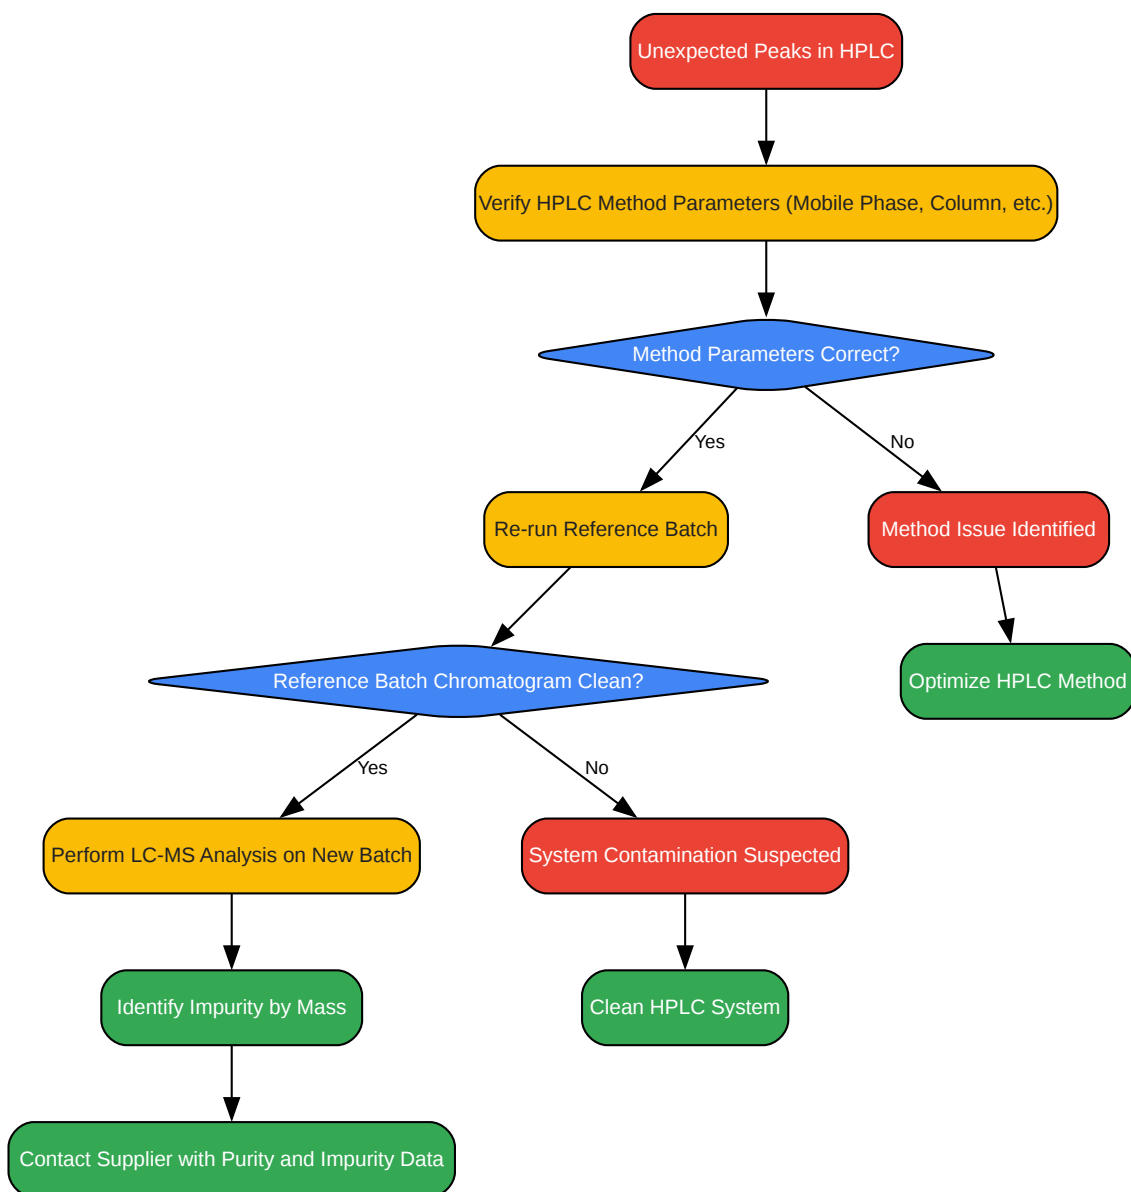 Unexpected Peaks in HPLC
Verify HPLC Method Parameters (Mobile Phase, Column, etc.)
Method Parameters Correct?
Yes
No
Re-run Reference Batch
Method Issue Identified
Reference Batch Chromatogram Clean?
Optimize HPLC Method
Yes
No
Perform LC-MS Analysis on New Batch
System Contamination Suspected
Identify Impurity by Mass
Clean HPLC System
Contact Supplier with Purity and Impurity Data